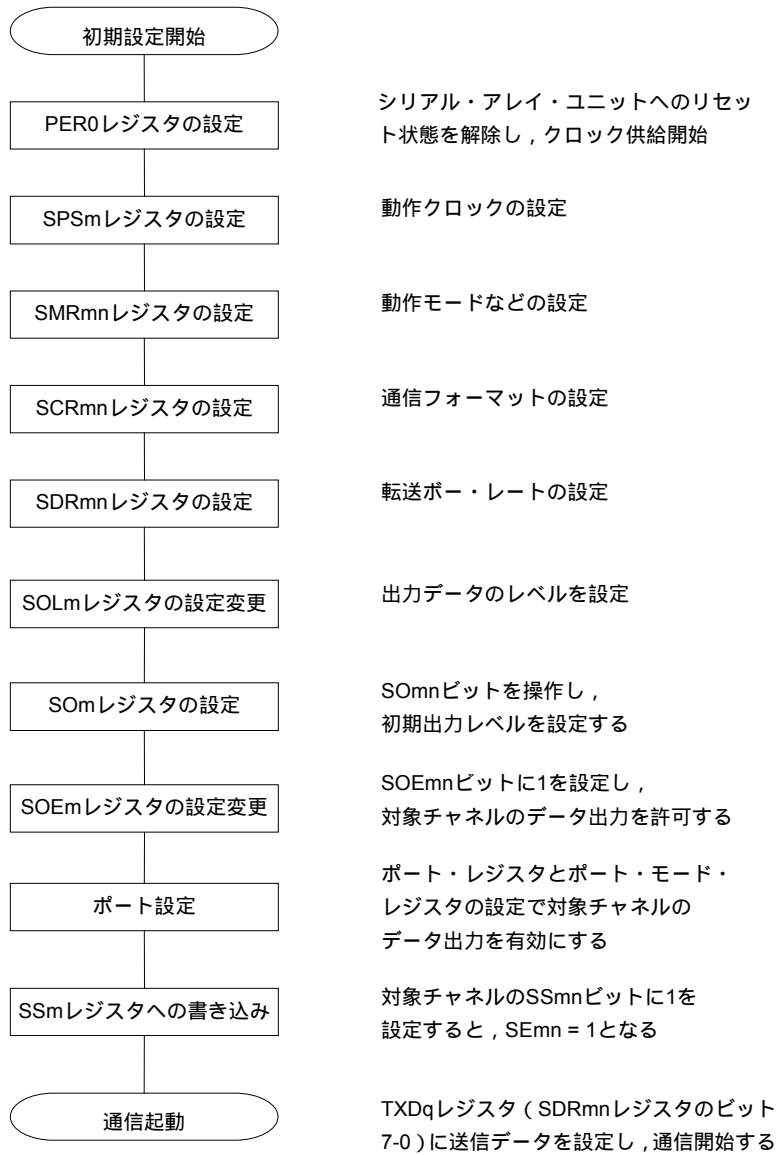 初期設定開始
PER0レジスタの設定
シリアル・アレイ・ユニットへのリセッ
ト状態を解除し，クロック供給開始
SPSmレジスタの設定
動作クロックの設定
SMRmnレジスタの設定
動作モードなどの設定
SCRmnレジスタの設定
通信フォーマットの設定
SDRmnレジスタの設定
転送ボー・レートの設定
SOLmレジスタの設定変更
出力データのレベルを設定
SOmレジスタの設定
SOmnビットを操作し，
初期出力レベルを設定する
SOEmレジスタの設定変更
SOEmnビットに1を設定し，
対象チャネルのデータ出力を許可する
ポート設定
ポート・レジスタとポート・モード・
レジスタの設定で対象チャネルの
データ出力を有効にする
SSmレジスタへの書き込み
対象チャネルのSSmnビットに1を
設定すると，SEmn = 1となる
通信起動
TXDqレジスタ（SDRmnレジスタのビット
7-0）に送信データを設定し，通信開始する